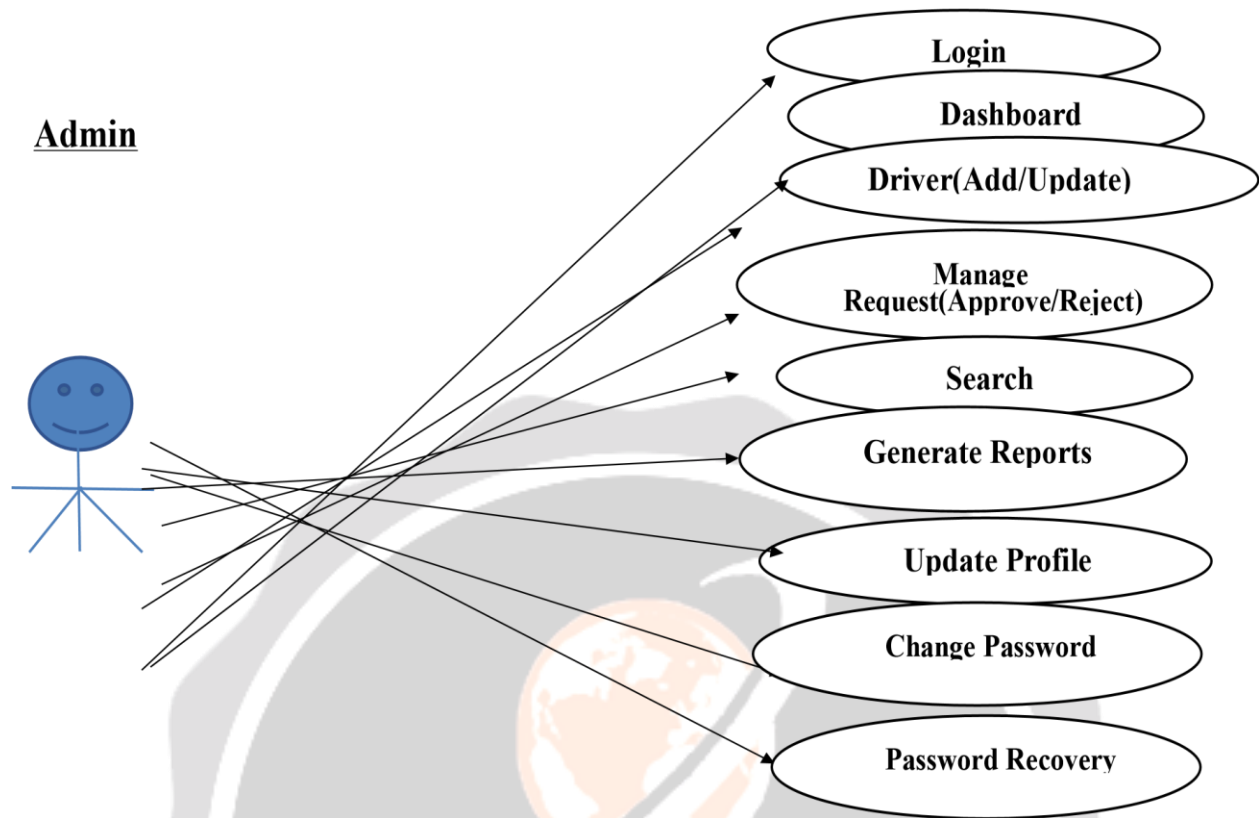 Login
Dashboard
Admin
Driver(Add/Update)
Manage
Request(Approve/Reject)
Search
Generate Reports
Update Profile
Change Password
Password Recovery